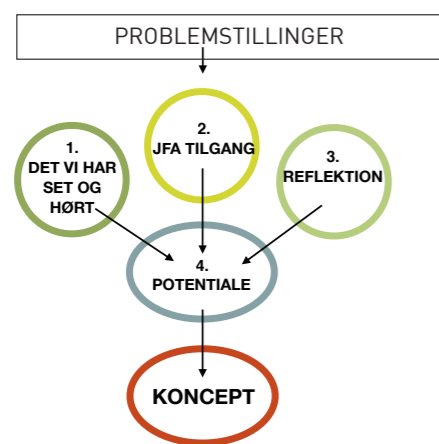 PROBLEMSTILLINGER
1.
DET VI HAR
SET OG
HØRT
2.
JFA TILGANG
3.
REFLEKTION
4.
POTENTIALE
KONCEPT